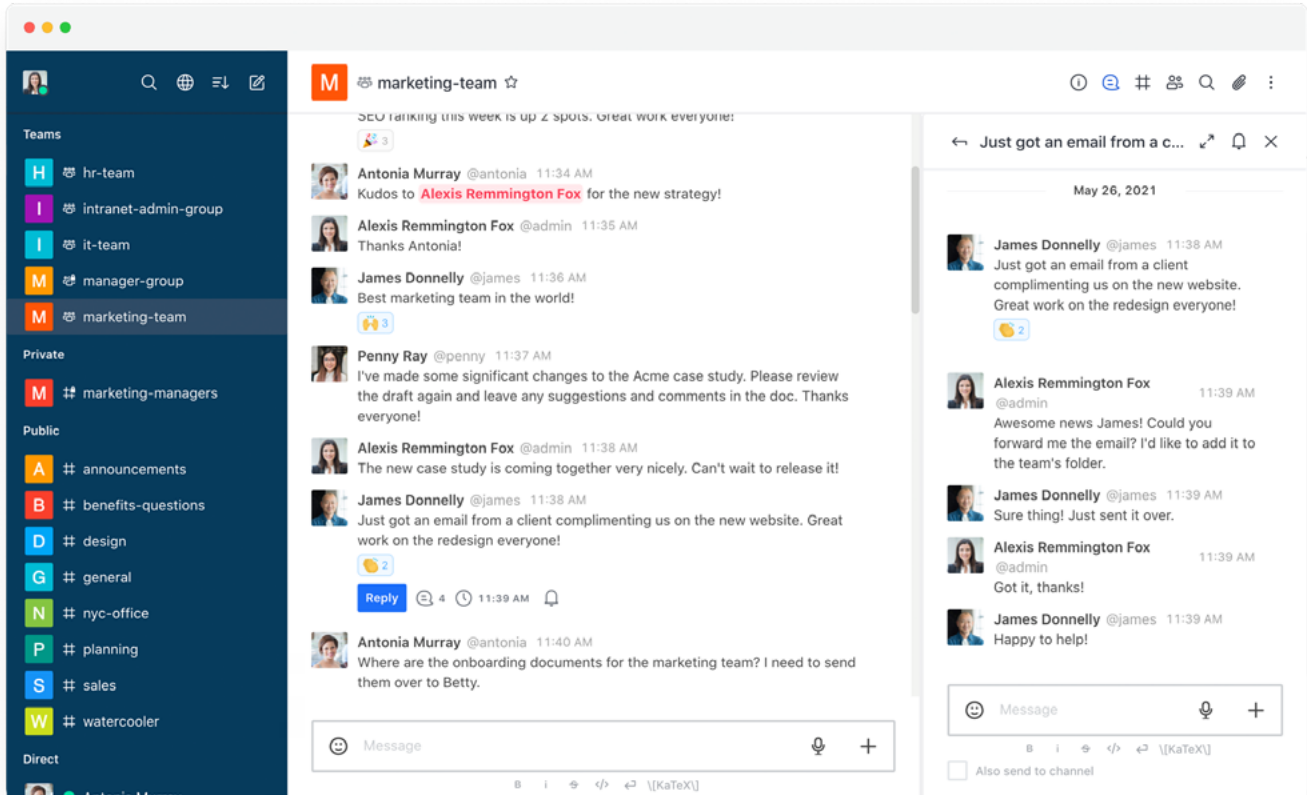 Teams
H hr-team
I intranet-admin-group
I it-team
M manager-group
M marketing-team
Private
M marketing-managers
Public
A # announcements
B # benefits-questions
D # design
G # general
N # nyc-office
P # planning
S # sales
W # watercooler
Direct
M marketing-team
SEO ranking this week is up 2 spots. Great work everyone!
3
Antonia Murray @antonia 11:34 AM
Kudos to Alexis Remmington Fox for the new strategy!
Alexis Remmington Fox @admin 11:35 AM
Thanks Antonia!
James Donnelly @james 11:36 AM
Best marketing team in the world!
3
Penny Ray @penny 11:37 AM
I've made some significant changes to the Acme case study. Please review
the draft again and leave any suggestions and comments in the doc. Thanks
everyone!
Alexis Remmington Fox @admin 11:38 AM
The new case study is coming together very nicely. Can't wait to release it!
James Donnelly @james 11:38 AM
Just got an email from a client complimenting us on the new website. Great
work on the redesign everyone!
2
Reply 4 11:39 AM
Antonia Murray @antonia 11:40 AM
Where are the onboarding documents for the marketing team? I need to send
them over to Betty.
Message
B i S </> \[KaTeX\]
Just got an email from a c...
May 26, 2021
James Donnelly @james 11:38 AM
Just got an email from a client
complimenting us on the new website.
Great work on the redesign everyone!
2
Alexis Remmington Fox
@admin 11:39 AM
Awesome news James! Could you
forward me the email? I'd like to add it to
the team's folder.
James Donnelly @james 11:39 AM
Sure thing! Just sent it over.
Alexis Remmington Fox
@admin 11:39 AM
Got it, thanks!
James Donnelly @james 11:39 AM
Happy to help!
Message
B i S </> \[KaTeX\]
Also send to channel